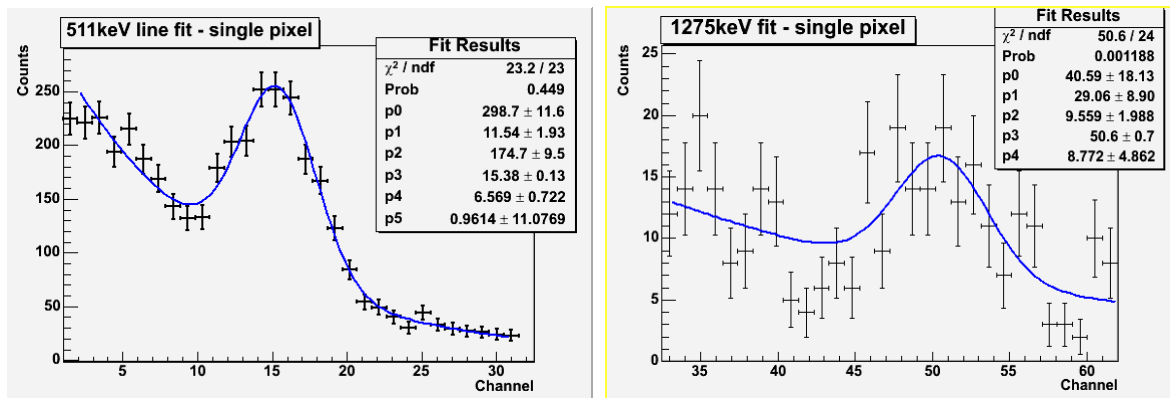 511keV line fit - single pixel
Fit Results
χ² / ndf 23.2 / 23
Prob 0.449
p0 298.7 ± 11.6
p1 11.54 ± 1.93
p2 174.7 ± 9.5
p3 15.38 ± 0.13
p4 6.569 ± 0.722
p5 0.9614 ± 11.0769
Counts
250
200
150
100
50
0
5 10 15 20 25 30
Channel
1275keV fit - single pixel
Fit Results
χ² / ndf 50.6 / 24
Prob 0.001188
p0 40.59 ± 18.13
p1 29.06 ± 8.90
p2 9.559 ± 1.988
p3 50.6 ± 0.7
p4 8.772 ± 4.862
Counts
25
20
15
10
5
0
35 40 45 50 55 60
Channel